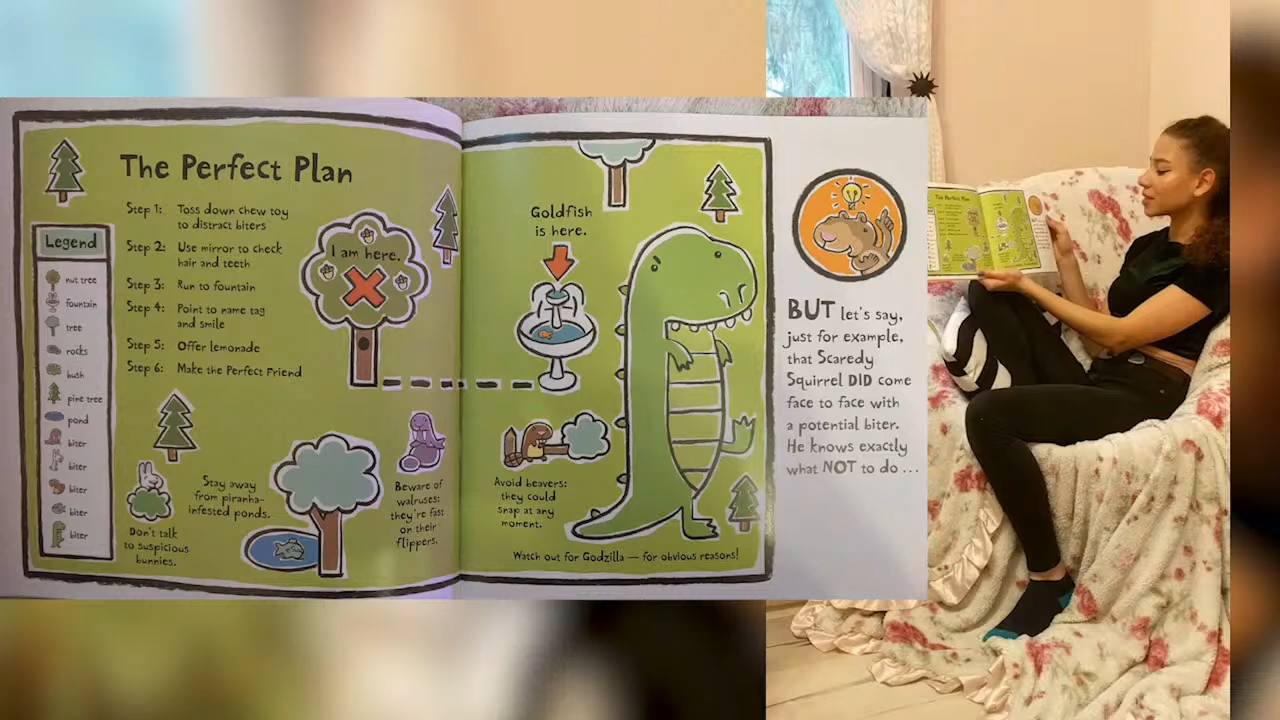 The Perfect Plan
Legend
nut tree
fountain
tree
rocks
bush
pine tree
pond
biter
biter
biter
biter
biter
Step 1: Toss down chew toy
to distract biters
Step 2: Use mirror to check
hair and teeth
Step 3: Run to fountain
Step 4: Point to name tag
and smile
Step 5: Offer lemonade
Step 6: Make the Perfect Friend
I am here.
Don't talk
to suspicious
bunnies.
Stay away
from piranha-
infested ponds.
Beware of
walruses:
they're fast
on their
flippers.
Goldfish
is here.
Avoid beavers:
they could
snap at any
moment.
Watch out for Godzilla — for obvious reasons!
BUT let's say,
just for example,
that Scaredy
Squirrel DID come
face to face with
a potential biter.
He knows exactly
what NOT to do ...
The Perfect Plan